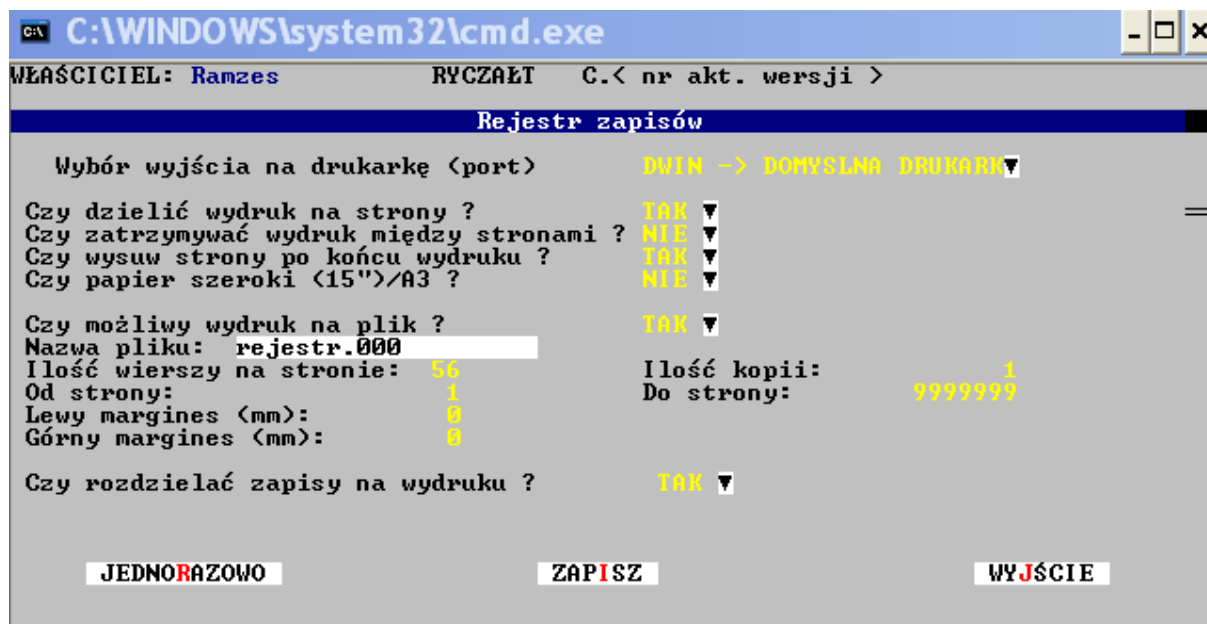 C:\WINDOWS\system32\cmd.exe
WŁAŚCICIEL: Ramzes RYCZAŁT C.< nr akt. wersji >
Rejestr zapisów
Wybór wyjścia na drukarkę (port) DWIN -> DOMYSLNA DRUKARK
Czy dzielić wydruk na strony ? TAK
Czy zatrzymywać wydruk między stronami ? NIE
Czy wysuw strony po końcu wydruku ? TAK
Czy papier szeroki (15")/A3 ? NIE
Czy możliwy wydruk na plik ? TAK
Nazwa pliku: rejestr.000
Ilość wierszy na stronie: 56 Ilość kopii: 1
Od strony: 1 Do strony: 9999999
Lewy margines (mm): 0
Górny margines (mm): 0
Czy rozdzielać zapisy na wydruku ? TAK
JEDNORAZOWO ZAPISZ WYJŚCIE